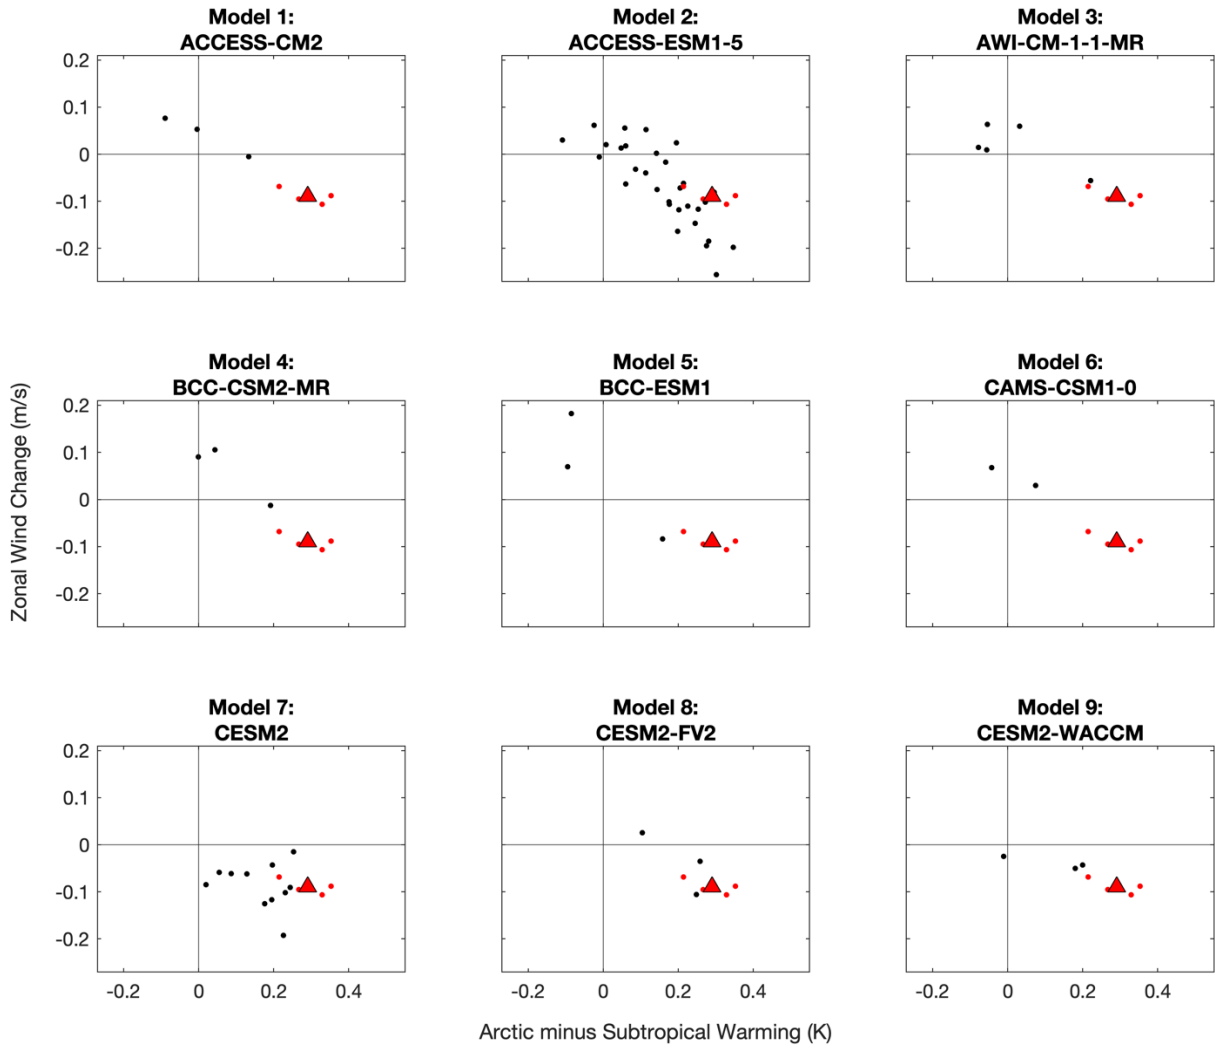 Model 1:
ACCESS-CM2
Model 2:
ACCESS-ESM1-5
Model 3:
AWI-CM-1-1-MR
0.2
0.1
0
-0.1
-0.2
Model 4:
BCC-CSM2-MR
Model 5:
BCC-ESM1
Model 6:
CAMS-CSM1-0
Zonal Wind Change (m/s)
0.2
0.1
0
-0.1
-0.2
Model 7:
CESM2
Model 8:
CESM2-FV2
Model 9:
CESM2-WACCM
0.2
0.1
0
-0.1
-0.2
-0.2 0 0.2 0.4
-0.2 0 0.2 0.4
-0.2 0 0.2 0.4
Arctic minus Subtropical Warming (K)